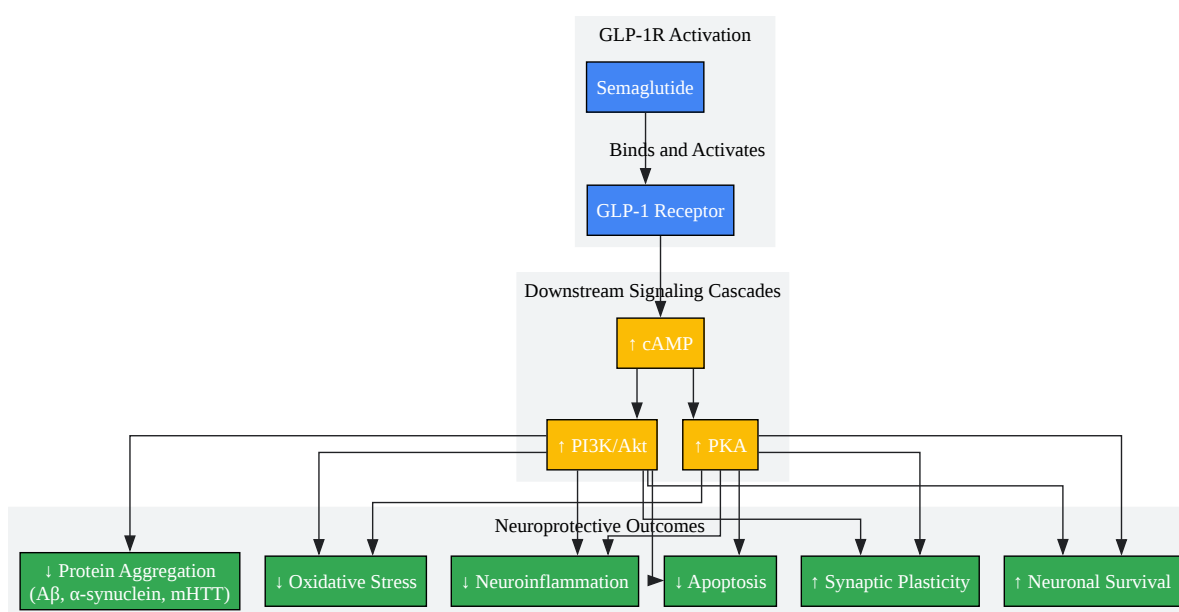 GLP-1R Activation
Semaglutide
Binds and Activates
GLP-1 Receptor
Downstream Signaling Cascades
↑ cAMP
↑ PI3K/Akt
↑ PKA
Neuroprotective Outcomes
↓ Protein Aggregation
(Aβ, α-synuclein, mHTT)
↓ Oxidative Stress
↓ Neuroinflammation
↓ Apoptosis
↑ Synaptic Plasticity
↑ Neuronal Survival